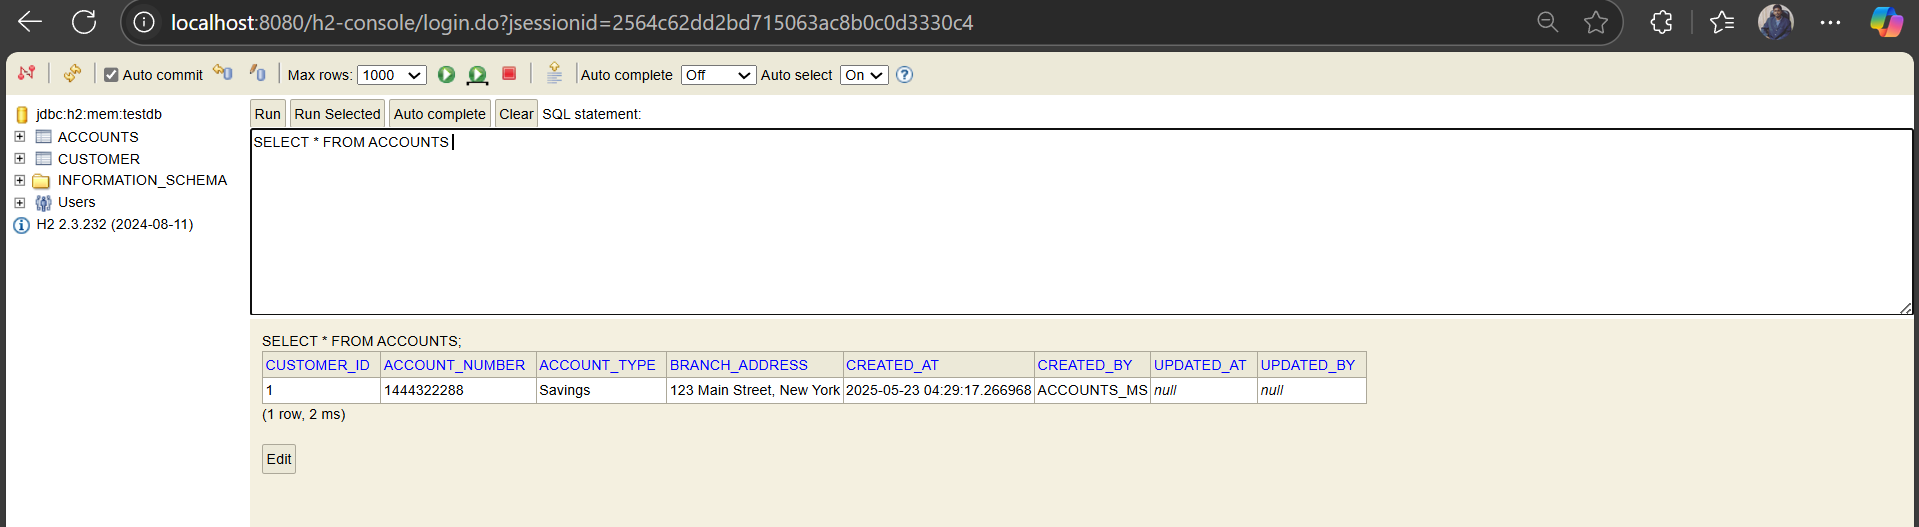 localhost:8080/h2-console/login.do?jsessionid=2564c62dd2bd715063ac8b0c0d3330c4
Auto commit Max rows: 1000 Auto complete Off Auto select On
jdbc:h2:mem:testdb
ACCOUNTS
CUSTOMER
INFORMATION_SCHEMA
Users
H2 2.3.232 (2024-08-11)
Run Run Selected Auto complete Clear SQL statement:
SELECT * FROM ACCOUNTS
SELECT * FROM ACCOUNTS;
CUSTOMER_ID ACCOUNT_NUMBER ACCOUNT_TYPE BRANCH_ADDRESS CREATED_AT CREATED_BY UPDATED_AT UPDATED_BY
1 1444322288 Savings 123 Main Street, New York 2025-05-23 04:29:17.266968 ACCOUNTS_MS null null
(1 row, 2 ms)
Edit